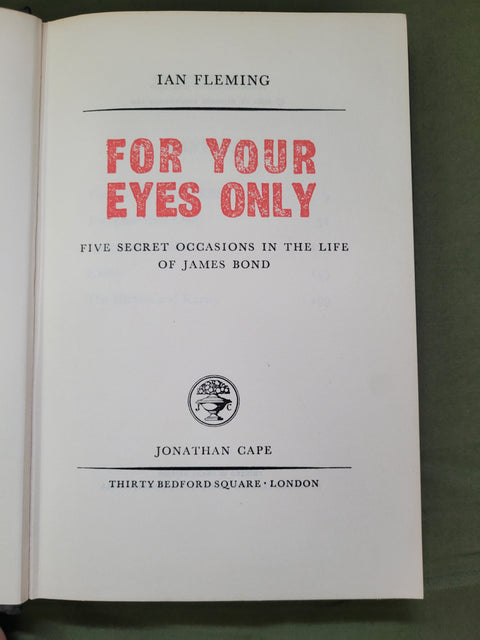 IAN FLEMING
FOR YOUR
EYES ONLY
FIVE SECRET OCCASIONS IN THE LIFE
OF JAMES BOND
J C
JONATHAN CAPE
THIRTY BEDFORD SQUARE · LONDON